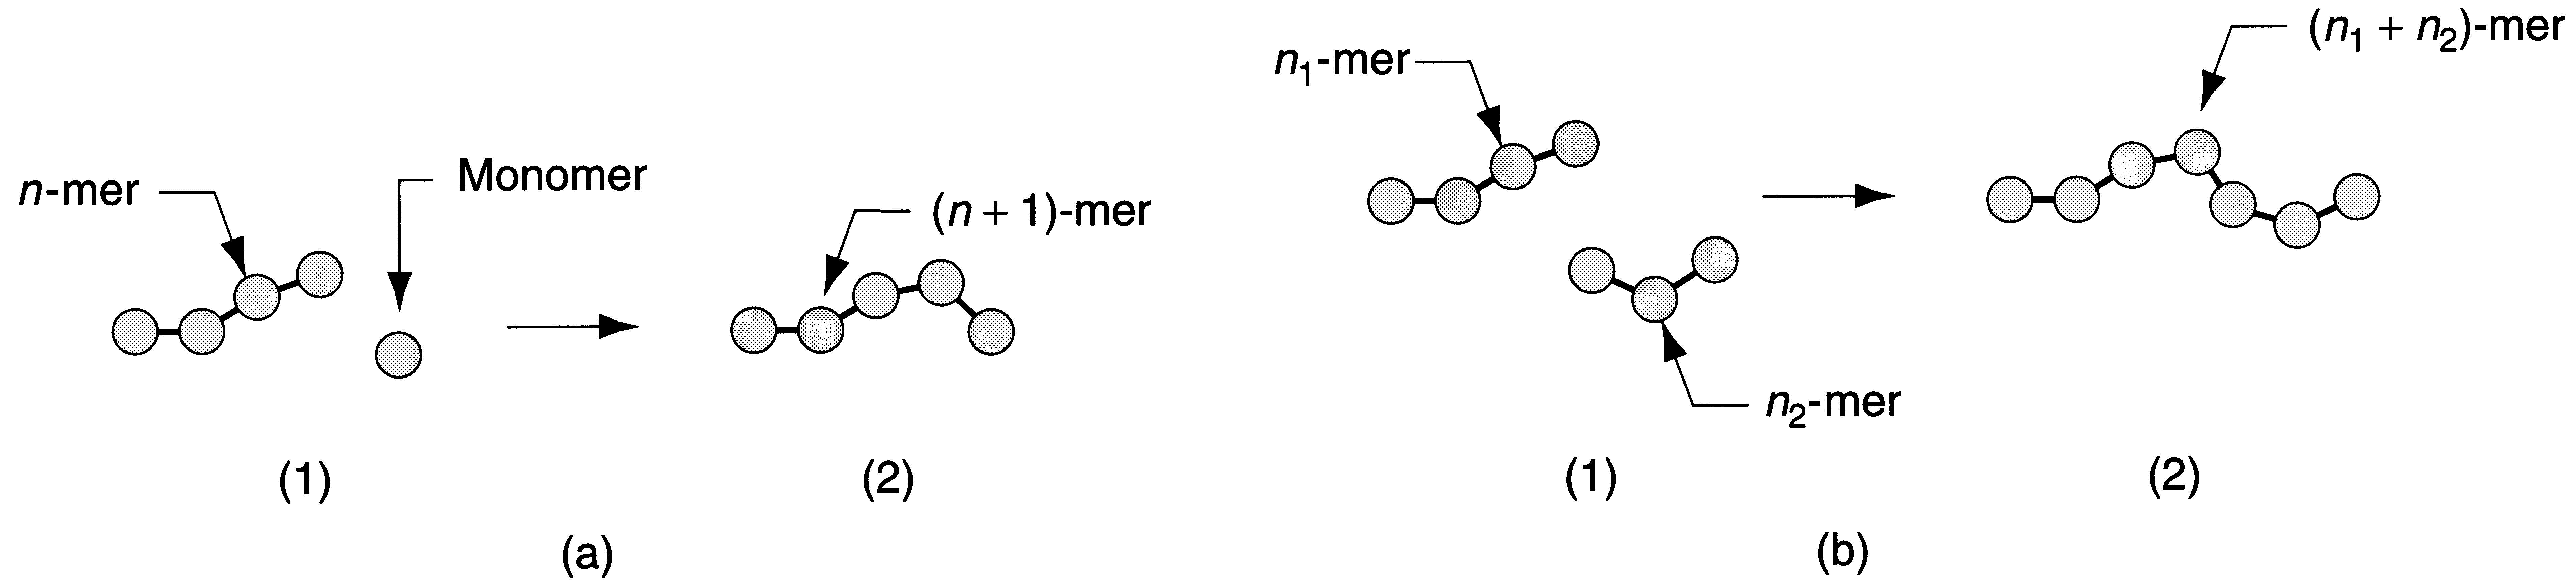 n-mer
Monomer
(n + 1)-mer
(1)
(2)
(a)
n₁-mer
(n₁ + n₂)-mer
n₂-mer
(1)
(2)
(b)